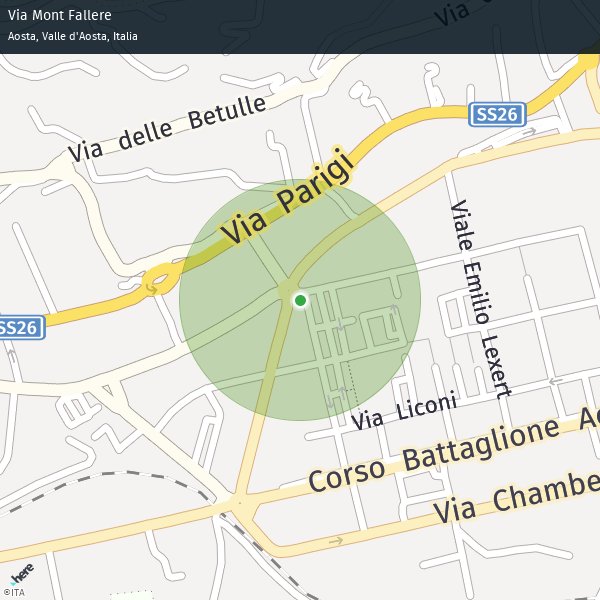 Via Mont Fallere
Aosta, Valle d'Aosta, Italia
Via
SS26
Via delle Betulle
Via Parigi
Viale Emilio Lexert
SS26
Via Liconi
Corso Battaglione
Via Chambe
here
©ITA